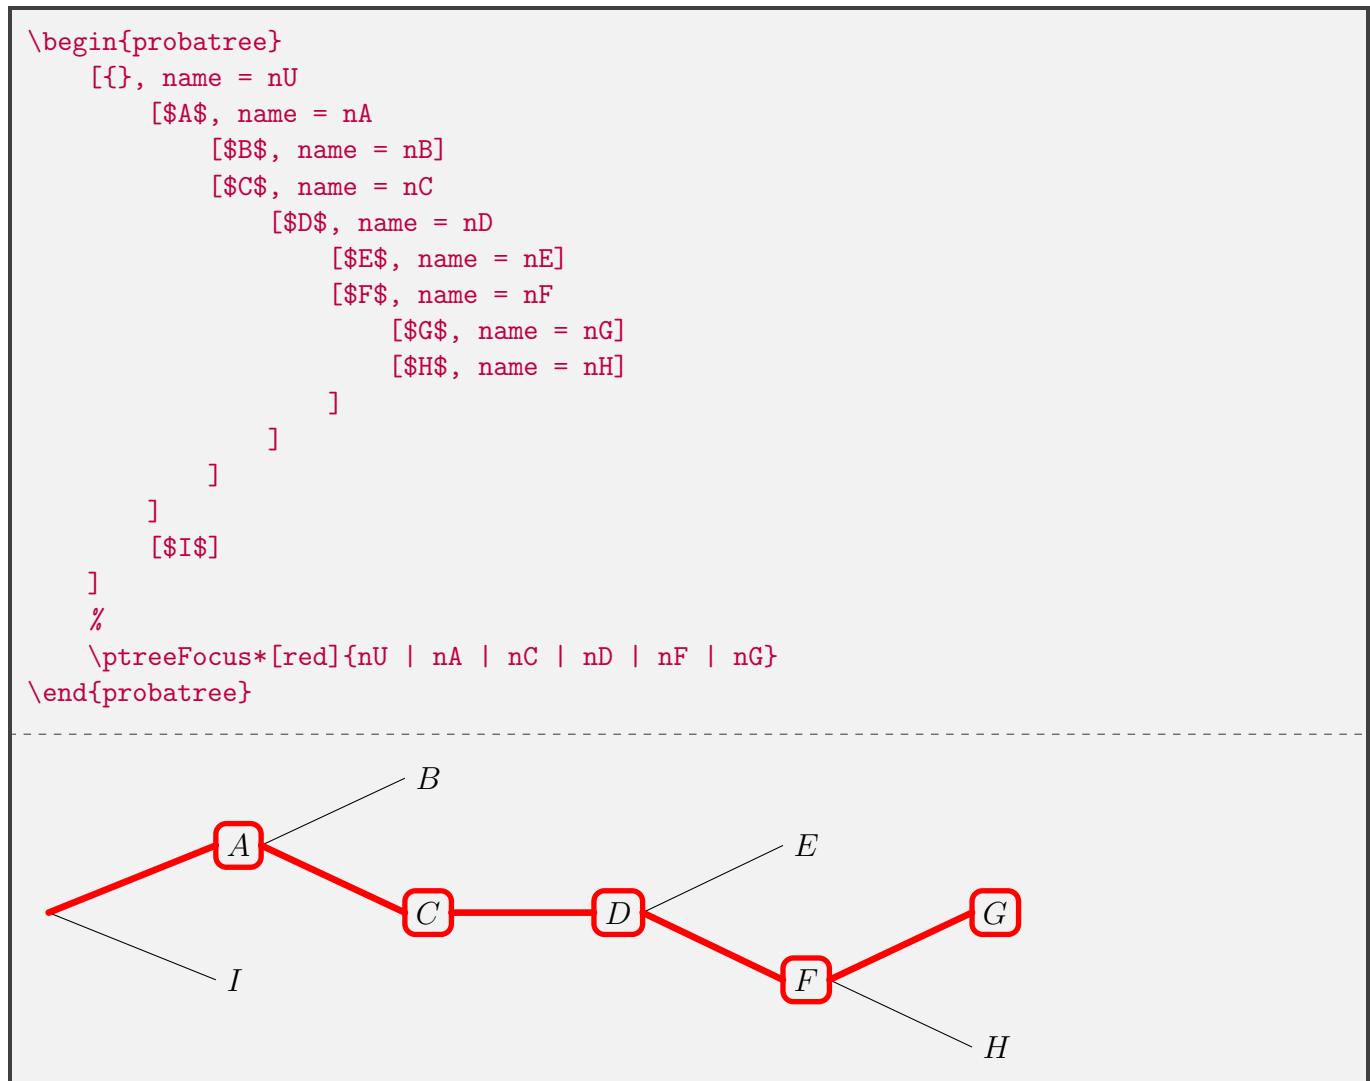 \begin{probatree}
    [{}, name = nU
        [$A$, name = nA
            [$B$, name = nB]
            [$C$, name = nC
                [$D$, name = nD
                    [$E$, name = nE]
                    [$F$, name = nF
                        [$G$, name = nG]
                        [$H$, name = nH]
                    ]
                ]
            ]
        ]
        [$I$]
    ]
    %
    \ptreeFocus*[red]{nU | nA | nC | nD | nF | nG}
\end{probatree}
B
A
E
C
D
G
I
F
H